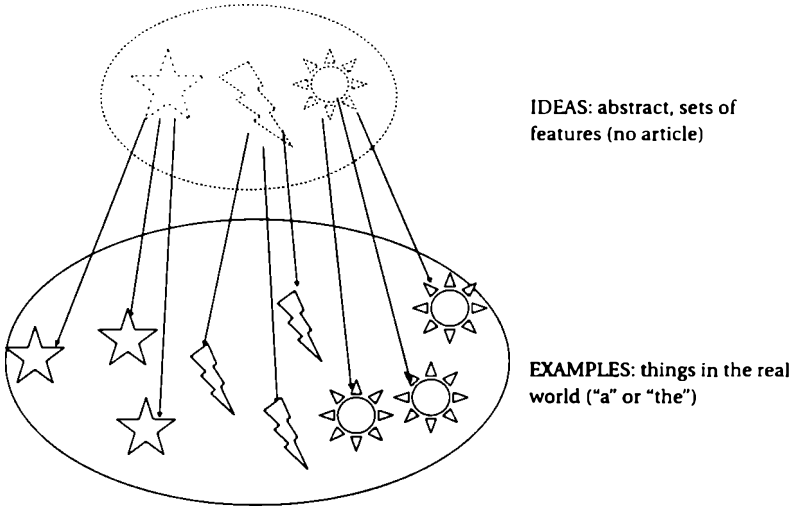 IDEAS: abstract, sets of
features (no article)
EXAMPLES: things in the real
world ("a" or "the")